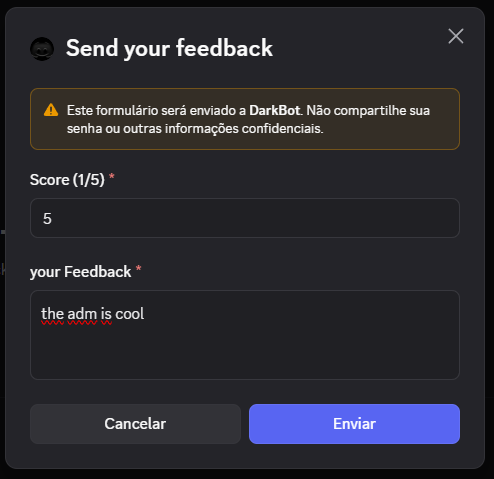 Send your feedback
Este formulário será enviado a DarkBot. Não compartilhe sua
senha ou outras informações confidenciais.
Score (1/5) *
5
your Feedback *
the adm is cool
Cancelar
Enviar